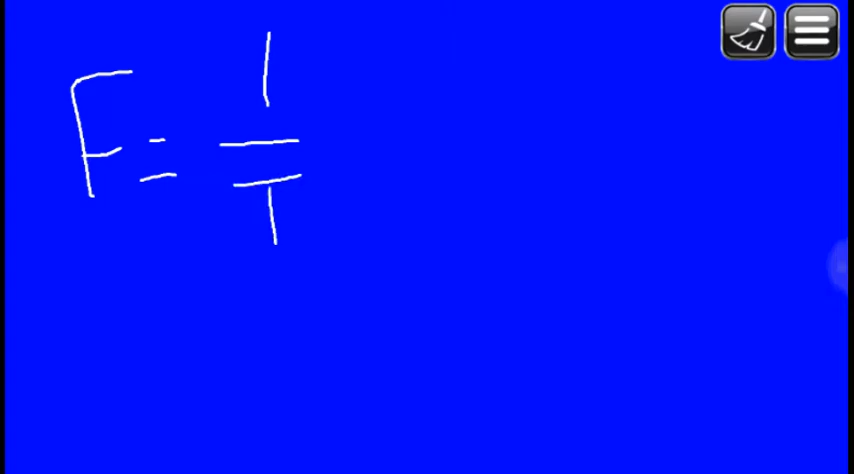 F = 1/T